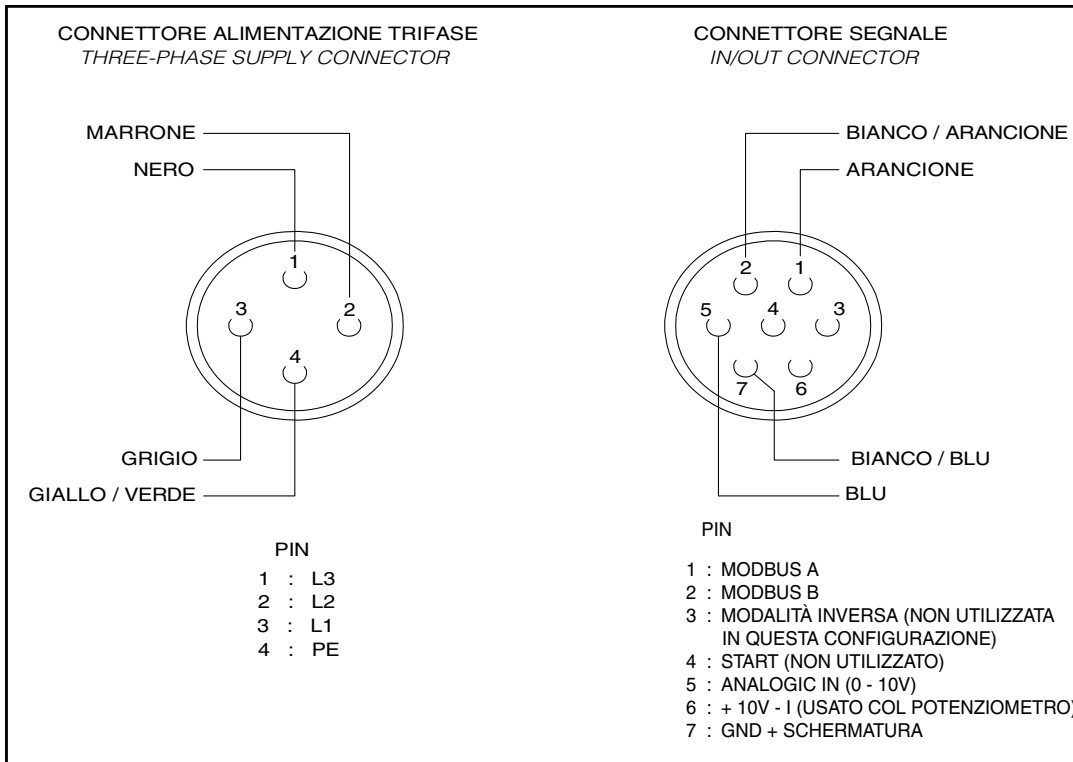 CONNETTORE ALIMENTAZIONE TRIFASE
THREE-PHASE SUPPLY CONNECTOR
MARRONE
NERO
1
3
2
4
GRIGIO
GIALLO / VERDE
PIN
1 : L3
2 : L2
3 : L1
4 : PE
CONNETTORE SEGNALE
IN/OUT CONNECTOR
BIANCO / ARANCIONE
ARANCIONE
2 1
5 4 3
7 6
BIANCO / BLU
BLU
PIN
1 : MODBUS A
2 : MODBUS B
3 : MODALITÀ INVERSA (NON UTILIZZATA
IN QUESTA CONFIGURAZIONE)
4 : START (NON UTILIZZATO)
5 : ANALOGIC IN (0 - 10V)
6 : + 10V - I (USATO COL POTENZIOMETRO)
7 : GND + SCHERMATURA